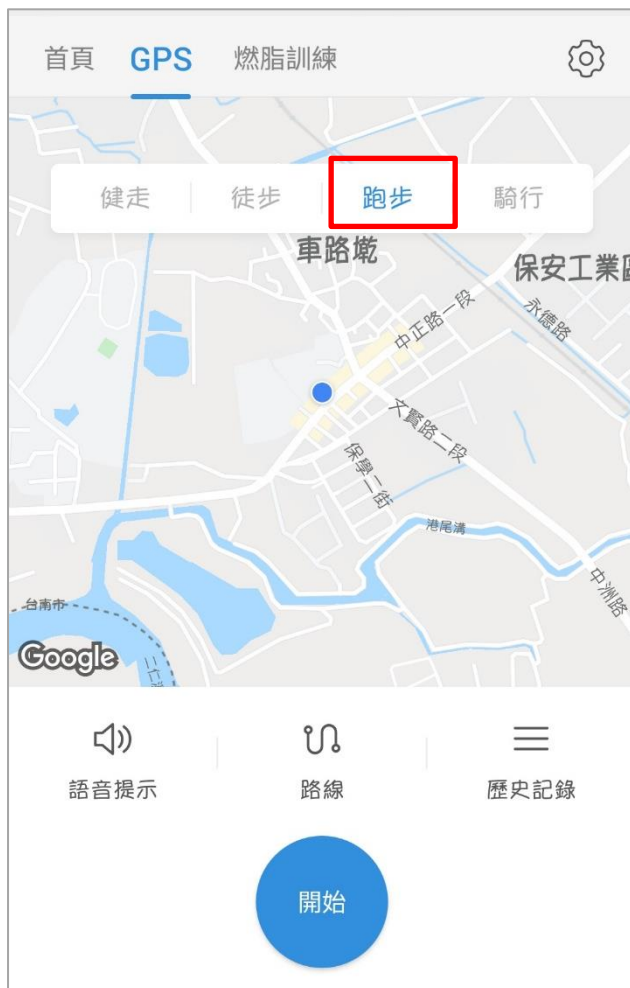 首頁 GPS 燃脂訓練
健走 徒步 跑步 騎行
車路墘
保安工業區
中正路一段
永德路
文賢路二段
保學二街
港尾溝
中洲路
台南市
Google
二仁溪
語音提示 路線 歷史記錄
開始